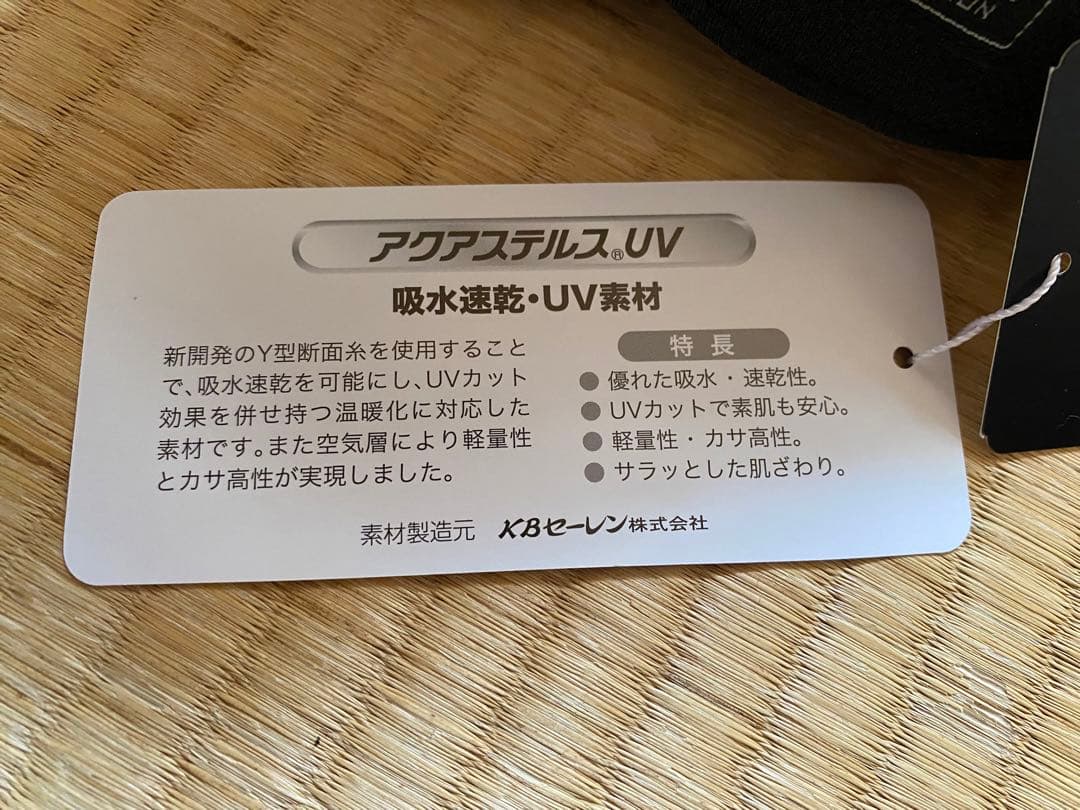 アクアステルス®UV
吸水速乾・UV素材
新開発のY型断面糸を使用すること
で、吸水速乾を可能にし、UVカット
効果を併せ持つ温暖化に対応した
素材です。また空気層により軽量性
とカサ高性が実現しました。
特長
● 優れた吸水・速乾性。
● UVカットで素肌も安心。
● 軽量性・カサ高性。
● サラッとした肌ざわり。
素材製造元 KBセーレン株式会社